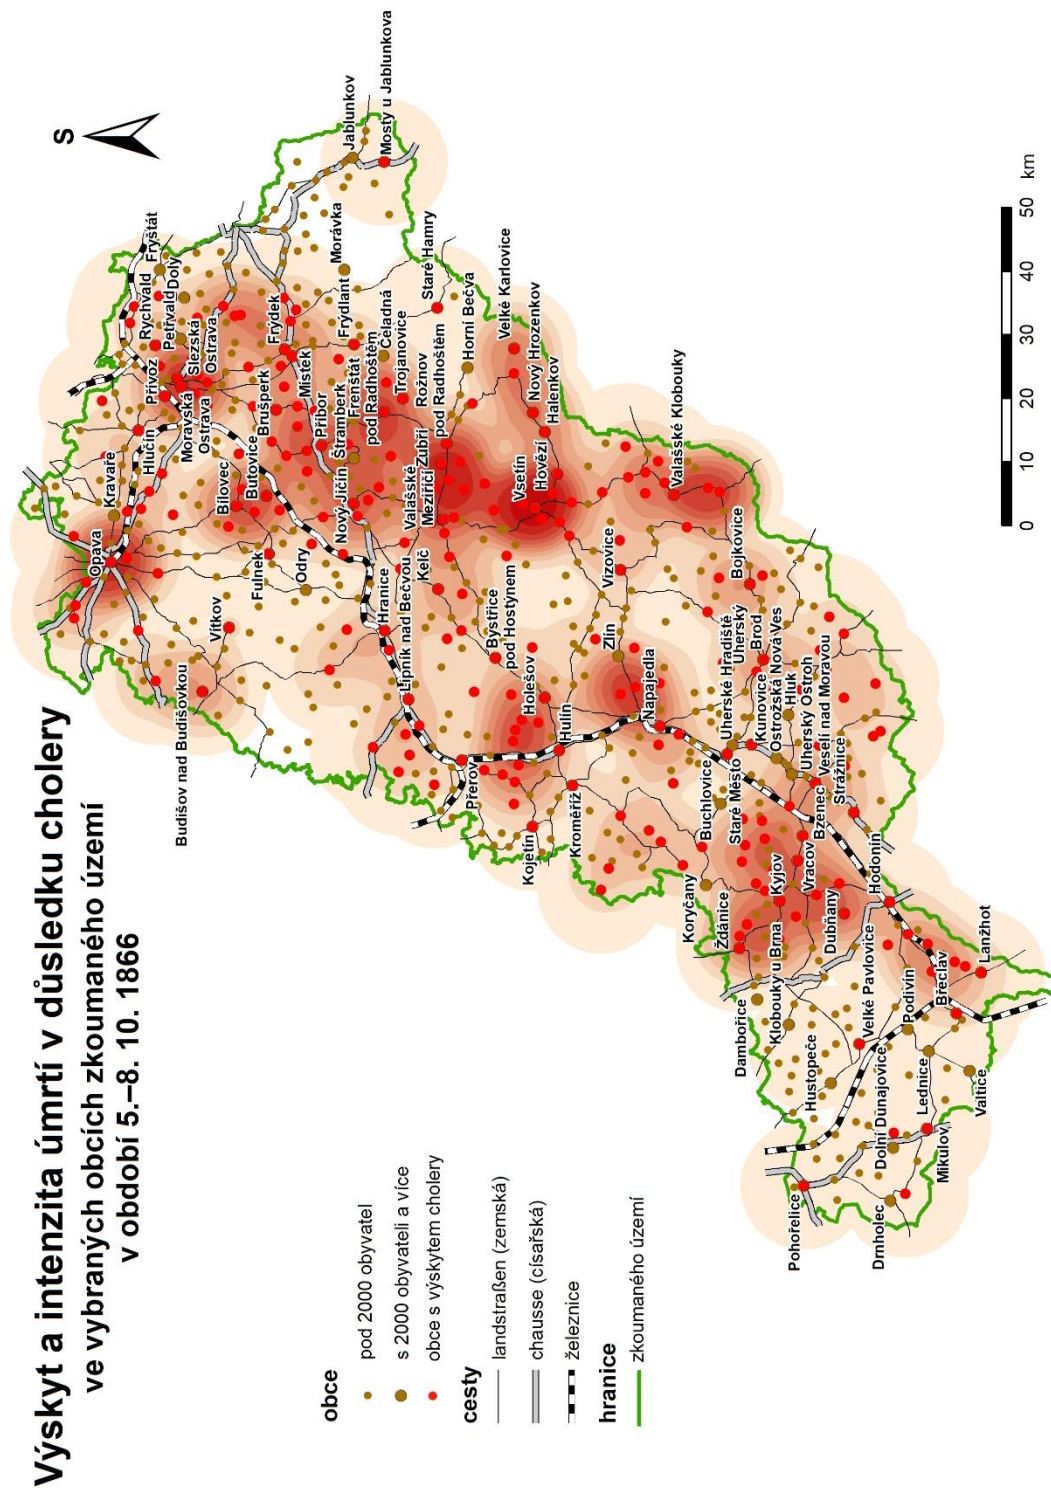 Výskyt a intenzita úmrtí v důsledku cholery
ve vybraných obcích zkoumaného území
v období 5.–8. 10. 1866
S
obce
pod 2000 obyvatel
s 2000 obyvateli a více
obce s výskytem cholery
cesty
landstraßen (zemská)
chausse (císařská)
železnice
hranice
zkoumaného území
0
10
20
30
40
50
km
Opava
Kravaře
Hlučín
Přívoz
Rychvald
Fryštát
Petřvald
Doly
Slezská
Ostrava
Moravská
Ostrava
Vítkov
Budišov nad Budišovkou
Fulnek
Bílovec
Butovice
Brušperk
Místek
Frýdek
Odry
Nový Jičín
Příbor
Štramberk
Frenštát
pod Radhoštěm
Frýdlant
Čeladná
Morávka
Jablunkov
Mosty u Jablunkova
Trojanovice
Staré Hamry
Hranice
Lipník nad Bečvou
Kelč
Valašské
Meziříčí
Zubří
Rožnov
pod Radhoštěm
Horní Bečva
Velké Karlovice
Nový Hrozenkov
Halenkov
Vsetín
Hovězí
Přerov
Bystřice
pod Hostýnem
Holešov
Hulín
Kojetín
Kroměříž
Zlín
Vizovice
Valašské Klobouky
Napajedla
Bojkovice
Uherské Hradiště
Uherský
Brod
Kunovice
Ostrožská Nová Ves
Hluk
Uherský Ostroh
Veselí nad Moravou
Bzenec
Strážnice
Staré Město
Buchlovice
Koryčany
Ždánice
Kyjov
Vracov
Dubňany
Hodonín
Dambořice
Klobouky u Brna
Hustopeče
Velké Pavlovice
Podivín
Břeclav
Lanžhot
Pohořelice
Dolní Dunajovice
Drnholec
Lednice
Mikulov
Valtice